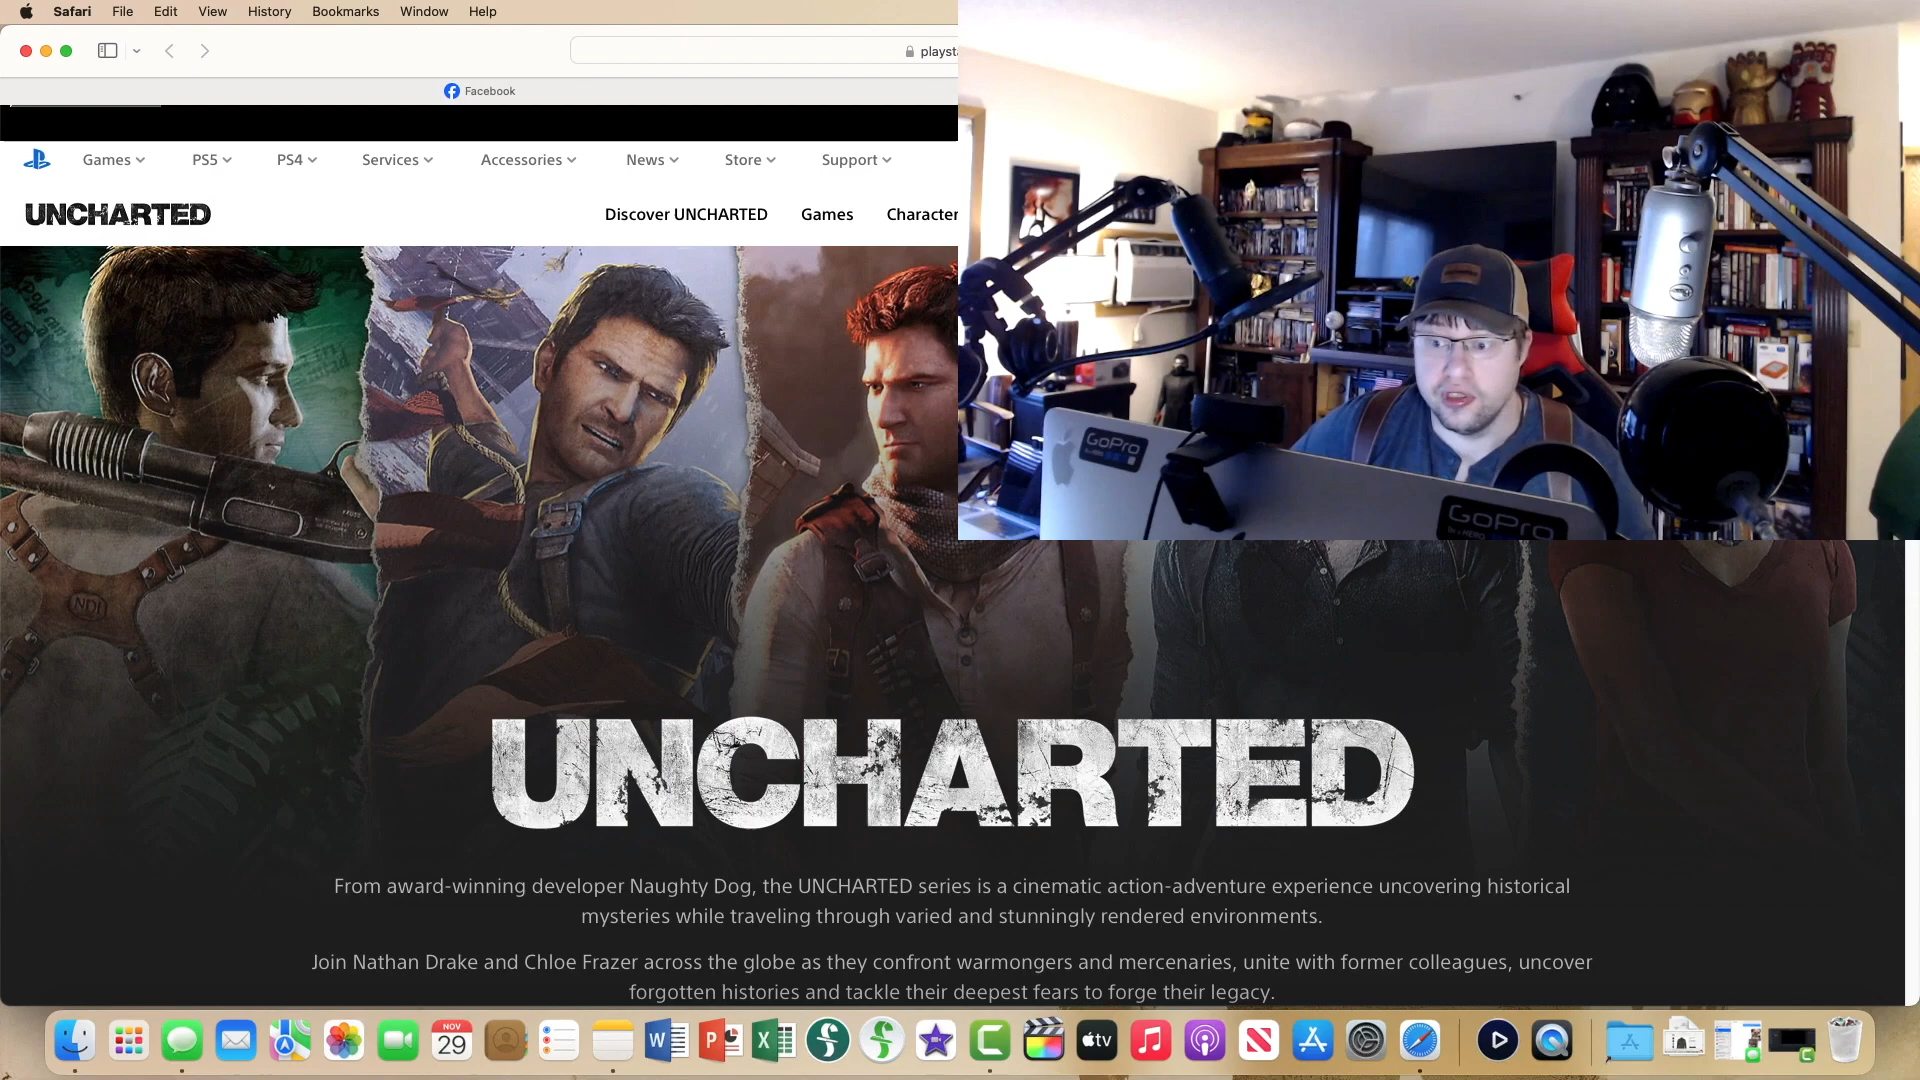 Safari File Edit View History Bookmarks Window Help
playst
Facebook
Games PS5 PS4 Services Accessories News Store Support
UNCHARTED
Discover UNCHARTED Games Character
NDI
GoPro
GoPro
UNCHARTED
From award-winning developer Naughty Dog, the UNCHARTED series is a cinematic action-adventure experience uncovering historical
mysteries while traveling through varied and stunningly rendered environments.
Join Nathan Drake and Chloe Frazer across the globe as they confront warmongers and mercenaries, unite with former colleagues, uncover
forgotten histories and tackle their deepest fears to forge their legacy.
NOV
29
W
P
X
tv